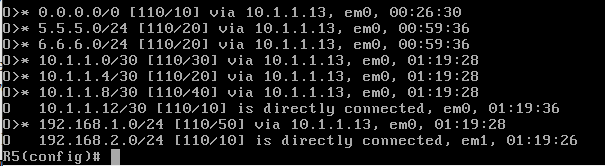 O>* 0.0.0.0/0 [110/10] via 10.1.1.13, em0, 00:26:30
O>* 5.5.5.0/24 [110/20] via 10.1.1.13, em0, 00:59:36
O>* 6.6.6.0/24 [110/20] via 10.1.1.13, em0, 00:59:36
O>* 10.1.1.0/30 [110/30] via 10.1.1.13, em0, 01:19:28
O>* 10.1.1.4/30 [110/20] via 10.1.1.13, em0, 01:19:28
O>* 10.1.1.8/30 [110/40] via 10.1.1.13, em0, 01:19:28
O   10.1.1.12/30 [110/10] is directly connected, em0, 01:19:36
O>* 192.168.1.0/24 [110/50] via 10.1.1.13, em0, 01:19:28
O   192.168.2.0/24 [110/10] is directly connected, em1, 01:19:26
R5(config)#